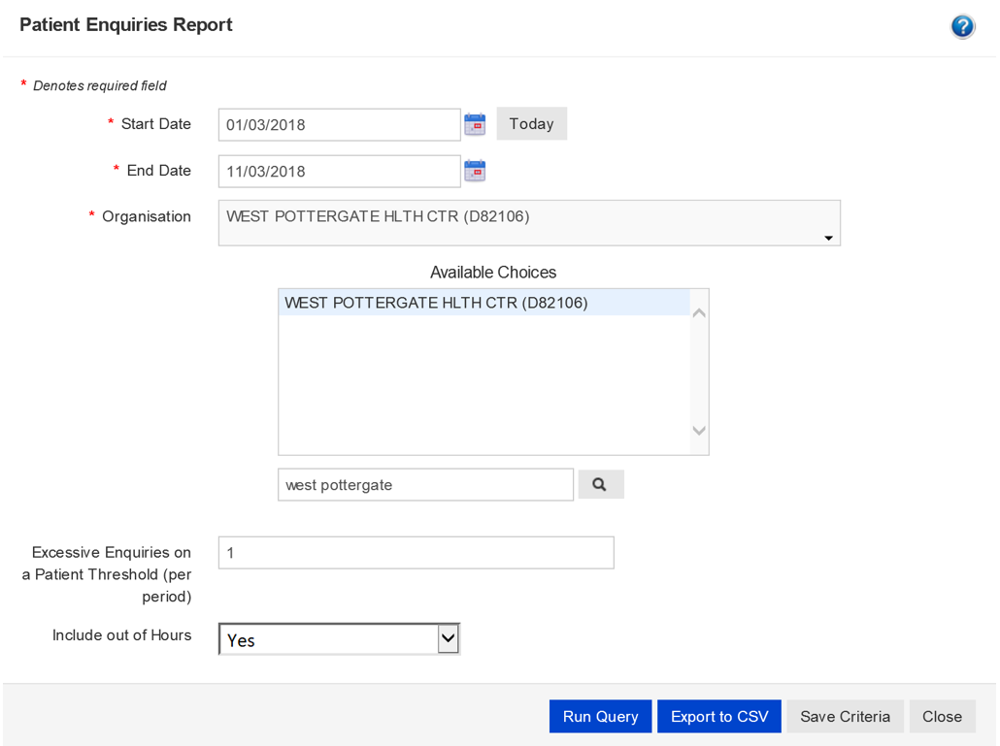 Patient Enquiries Report
?
* Denotes required field
* Start Date 01/03/2018 Today
* End Date 11/03/2018
* Organisation WEST POTTERGATE HLTH CTR (D82106)
Available Choices
WEST POTTERGATE HLTH CTR (D82106)
west pottergate
Excessive Enquiries on 1
a Patient Threshold (per
period)
Include out of Hours Yes
Run Query Export to CSV Save Criteria Close